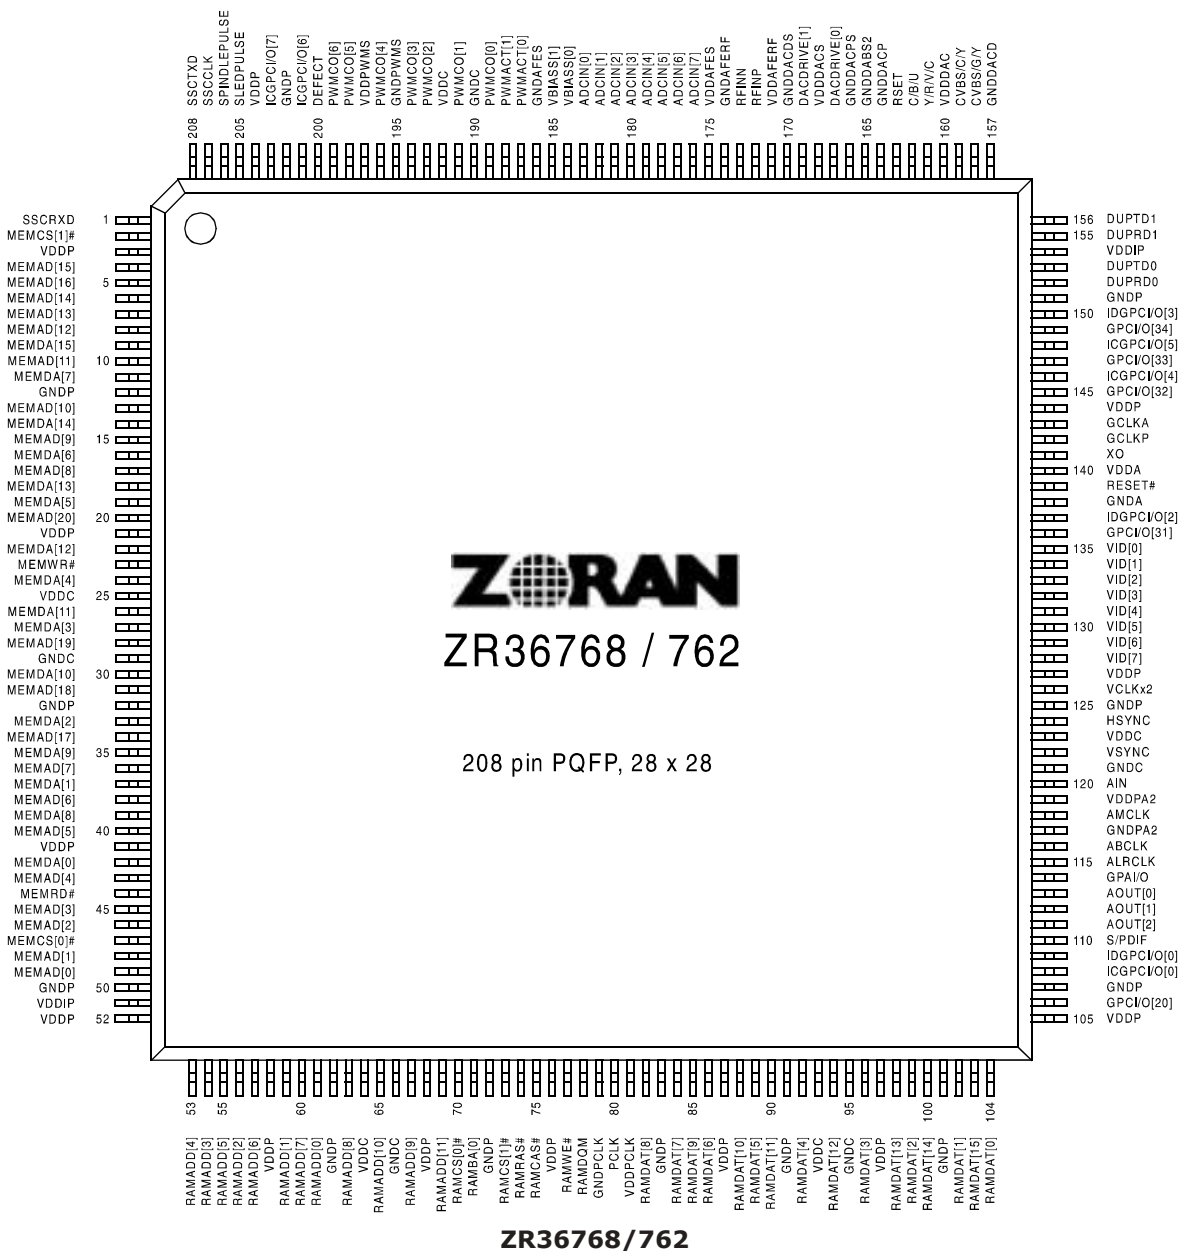 SSCTXD
SSCCLK
SPINDLEPULSE
SLEDPULSE
VDDP
ICGPCI/O[7]
GNDP
ICGPCI/O[6]
DEFECT
PWMCO[6]
PWMCO[5]
VDDPWMS
PWMCO[4]
GNDPWMS
PWMCO[3]
PWMCO[2]
VDDC
PWMCO[1]
GNDC
PWMCO[0]
PWMACT[1]
PWMACT[0]
GNDAFES
VBIASS[1]
VBIASS[0]
ADCIN[0]
ADCIN[1]
ADCIN[2]
ADCIN[3]
ADCIN[4]
ADCIN[5]
ADCIN[6]
ADCIN[7]
VDDAFES
GNDAFERF
RFINN
RFINP
VDDAFERF
GNDDACDS
DACDRIVE[1]
VDDACS
DACDRIVE[0]
GNDDACPS
GNDDABS2
GNDDACP
RSET
C/B/U
Y/R/V/C
VDDDAC
CVBS/C/Y
CVBS/G/Y
GNDDACD
208
205
200
195
190
185
180
175
170
165
160
157
SSCRXD 1
MEMCS[1]#
VDDP
MEMAD[15]
MEMAD[16] 5
MEMAD[14]
MEMAD[13]
MEMAD[12]
MEMDA[15]
MEMAD[11] 10
MEMDA[7]
GNDP
MEMAD[10]
MEMDA[14]
MEMAD[9] 15
MEMDA[6]
MEMAD[8]
MEMDA[13]
MEMDA[5]
MEMAD[20] 20
VDDP
MEMDA[12]
MEMWR#
MEMDA[4]
VDDC 25
MEMDA[11]
MEMDA[3]
MEMAD[19]
GNDC
MEMDA[10] 30
MEMAD[18]
GNDP
MEMDA[2]
MEMAD[17]
MEMDA[9] 35
MEMAD[7]
MEMDA[1]
MEMAD[6]
MEMDA[8]
MEMAD[5] 40
VDDP
MEMDA[0]
MEMAD[4]
MEMRD#
MEMAD[3] 45
MEMAD[2]
MEMCS[0]#
MEMAD[1]
MEMAD[0]
GNDP 50
VDDIP
VDDP 52
ZORAN
ZR36768 / 762
208 pin PQFP, 28 x 28
156 DUPTD1
155 DUPRD1
VDDIP
DUPTD0
DUPRD0
GNDP
150 IDGPCI/O[3]
GPCI/O[34]
ICGPCI/O[5]
GPCI/O[33]
ICGPCI/O[4]
145 GPCI/O[32]
VDDP
GCLKA
GCLKP
XO
140 VDDA
RESET#
GNDA
IDGPCI/O[2]
GPCI/O[31]
135 VID[0]
VID[1]
VID[2]
VID[3]
VID[4]
130 VID[5]
VID[6]
VID[7]
VDDP
VCLKx2
125 GNDP
HSYNC
VDDC
VSYNC
GNDC
120 AIN
VDDPA2
AMCLK
GNDPA2
ABCLK
115 ALRCLK
GPAI/O
AOUT[0]
AOUT[1]
AOUT[2]
110 S/PDIF
IDGPCI/O[0]
ICGPCI/O[0]
GNDP
GPCI/O[20]
105 VDDP
53
55
60
65
70
75
80
85
90
95
100
104
RAMADD[4]
RAMADD[3]
RAMADD[5]
RAMADD[2]
RAMADD[6]
VDDP
RAMADD[1]
RAMADD[7]
RAMADD[0]
GNDP
RAMADD[8]
VDDC
RAMADD[10]
GNDC
RAMADD[9]
VDDP
RAMADD[11]
RAMCS[0]#
RAMBA[0]
GNDP
RAMCS[1]#
RAMRAS#
RAMCAS#
VDDP
RAMWE#
RAMDQM
GNDPCLK
PCLK
VDDPCLK
RAMDAT[8]
GNDP
RAMDAT[7]
RAMDAT[9]
RAMDAT[6]
VDDP
RAMDAT[10]
RAMDAT[5]
RAMDAT[11]
GNDP
RAMDAT[4]
VDDC
RAMDAT[12]
GNDC
RAMDAT[3]
VDDP
RAMDAT[13]
RAMDAT[2]
RAMDAT[14]
GNDP
RAMDAT[1]
RAMDAT[15]
RAMDAT[0]
ZR36768/762